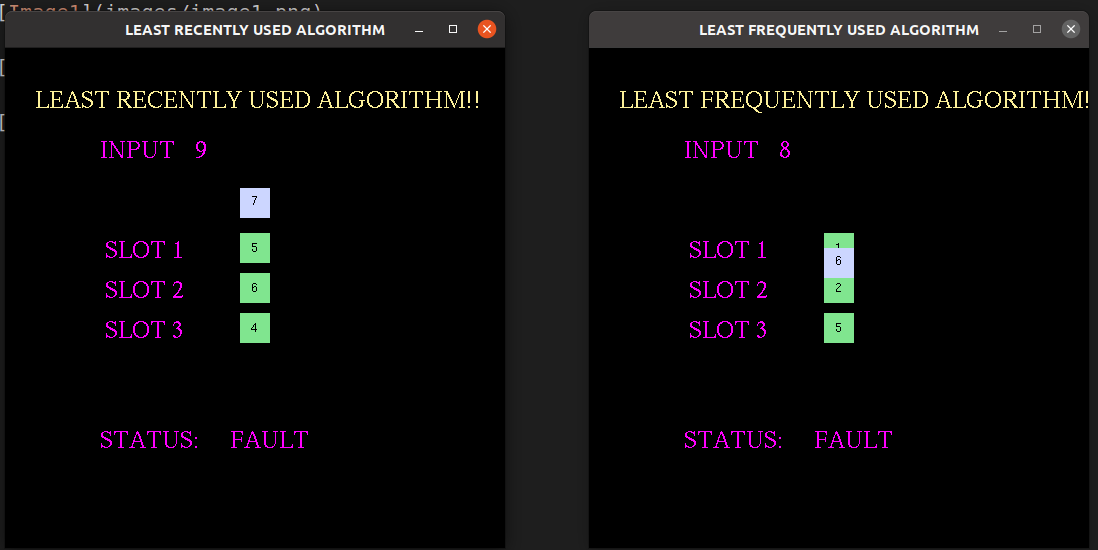 [Image1](images/image1.png)
[
[
LEAST RECENTLY USED ALGORITHM
LEAST RECENTLY USED ALGORITHM!!
INPUT 9
7
SLOT 1 5
SLOT 2 6
SLOT 3 4
STATUS: FAULT
LEAST FREQUENTLY USED ALGORITHM
LEAST FREQUENTLY USED ALGORITHM!
INPUT 8
SLOT 1 1
6
SLOT 2 2
SLOT 3 5
STATUS: FAULT